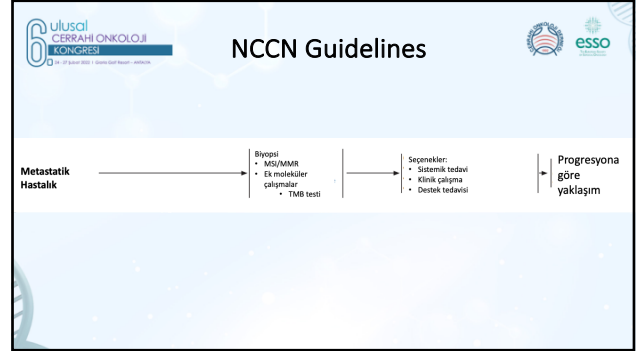 6.
ulusal
CERRAHİ ONKOLOJİ
KONGRESİ
NCCN Guidelines
esso
Metastatik
Hastalık
Biyopsi
• MSI/MMR
• Ek moleküler
çalışmalar
• TMB testi
Seçenekler:
• Sistemik tedavi
• Klinik çalışma
• Destek tedavisi
Progresyona
göre
yaklaşım